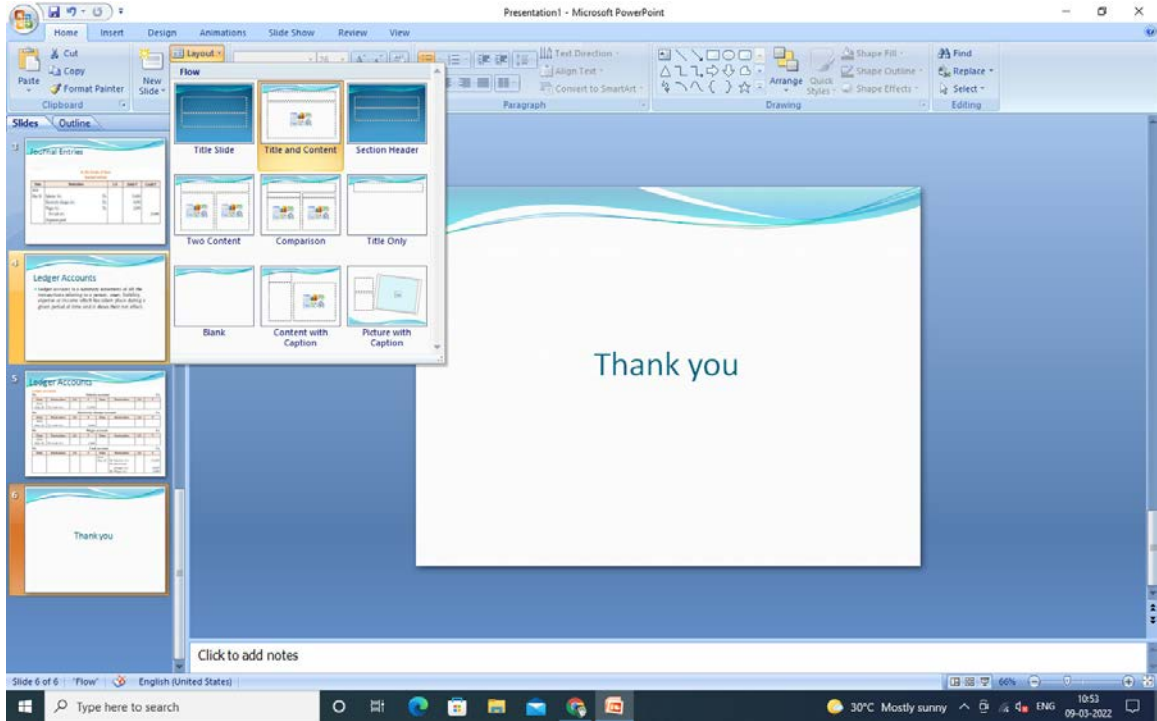 Presentation1 - Microsoft PowerPoint
Home Insert Design Animations Slide Show Review View
Paste
Cut
Copy
Format Painter
Clipboard
New Slide
Layout
Text Direction
Align Text
Convert to SmartArt
Paragraph
Arrange
Quick Styles
Shape Fill
Shape Outline
Shape Effects
Drawing
Find
Replace
Select
Editing
Slides Outline
Flow
Title Slide
Title and Content
Section Header
Two Content
Comparison
Title Only
Blank
Content with Caption
Picture with Caption
3
Journal Entries
4
Ledger Accounts
5
Ledger Accounts
6
Thank you
Thank you
Click to add notes
Slide 6 of 6 "Flow" English (United States) 66%
Type here to search
30°C Mostly sunny ENG
10:53
09-03-2022